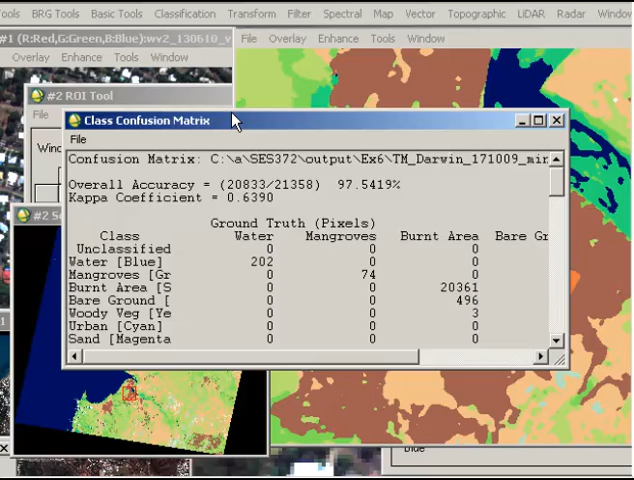 ools BRG Tools Basic Tools Classification Transform Filter Spectral Map Vector Topographic LiDAR Radar Window
#1 (R:Red,G:Green,B:Blue):wv2_130610_v
File Overlay Enhance Tools Window
Overlay Enhance Tools Window
#2 ROI Tool
File
Wind
Class Confusion Matrix
File
Confusion Matrix: C:\a\SES372\output\Ex6\TM_Darwin_171009_min
Overall Accuracy = (20833/21358) 97.5419%
Kappa Coefficient = 0.6390
Ground Truth (Pixels)
Class Water Mangroves Burnt Area Bare Gr
Unclassified 0 0 0
Water [Blue] 202 0 0
Mangroves [Gr 0 74 0
Burnt Area [S 0 0 20361
Bare Ground [ 0 0 496
Woody Veg [Ye 0 0 3
Urban [Cyan] 0 0 0
Sand [Magenta 0 0 0
#2 S